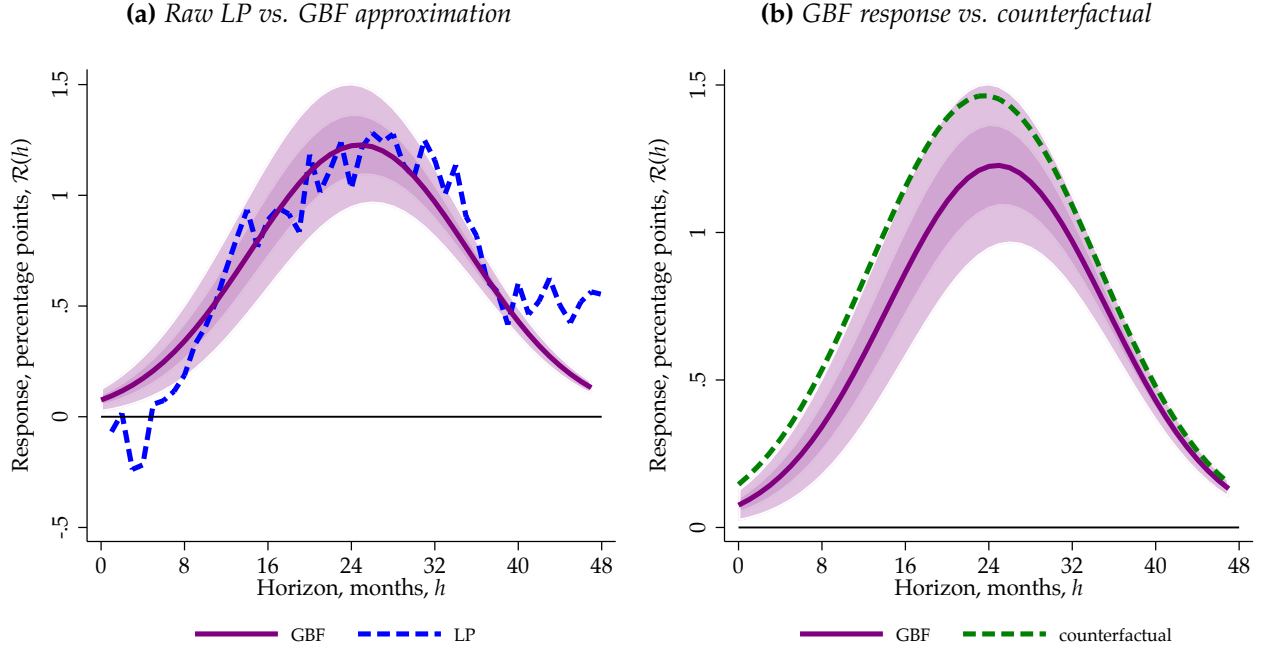 (a) Raw LP vs. GBF approximation
Response, percentage points, R(h)
1.5
1
.5
0
-.5
0 8 16 24 32 40 48
Horizon, months, h
GBF LP
(b) GBF response vs. counterfactual
Response, percentage points, R(h)
1.5
1
.5
0
0 8 16 24 32 40 48
Horizon, months, h
GBF counterfactual